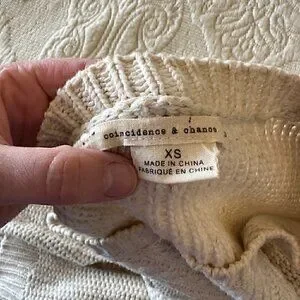 coincidence & chance
XS
MADE IN CHINA
FABRIQUÉ EN CHINE